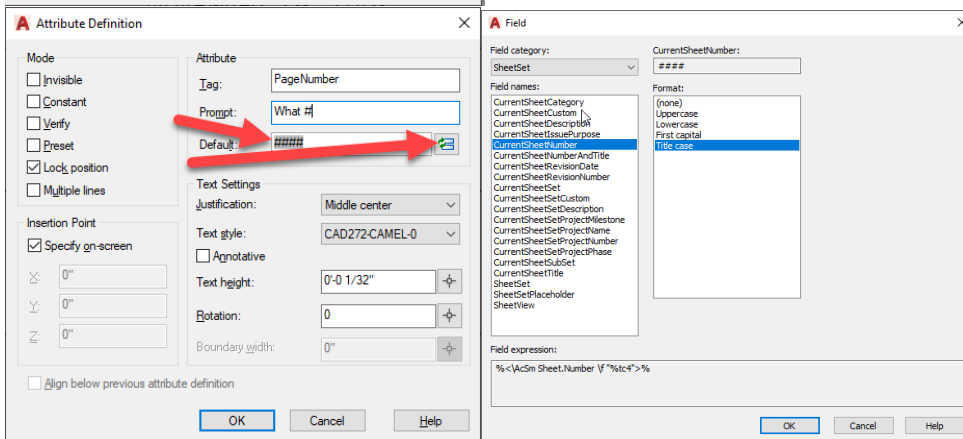 Attribute Definition
Mode
Invisible
Constant
Verify
Preset
Lock position
Multiple lines
Insertion Point
Specify on-screen
X: 0"
Y: 0"
Z: 0"
Align below previous attribute definition
Attribute
Tag: PageNumber
Prompt: What #
Default: ####
Text Settings
Justification: Middle center
Text style: CAD272-CAMEL-0
Annotative
Text height: 0'-0 1/32"
Rotation: 0
Boundary width: 0"
OK Cancel Help
Field
Field category:
SheetSet
Field names:
CurrentSheetCategory
CurrentSheetCustom
CurrentSheetDescription
CurrentSheetIssuePurpose
CurrentSheetNumber
CurrentSheetNumberAndTitle
CurrentSheetRevisionDate
CurrentSheetRevisionNumber
CurrentSheetSet
CurrentSheetSetCustom
CurrentSheetSetDescription
CurrentSheetSetProjectMilestone
CurrentSheetSetProjectName
CurrentSheetSetProjectNumber
CurrentSheetSetProjectPhase
CurrentSheetSubSet
CurrentSheetTitle
SheetSet
SheetSetPlaceholder
SheetView
CurrentSheetNumber:
####
Format:
(none)
Uppercase
Lowercase
First capital
Title case
Field expression:
%<\AcSm Sheet.Number \f "%tc4">%
OK Cancel Help